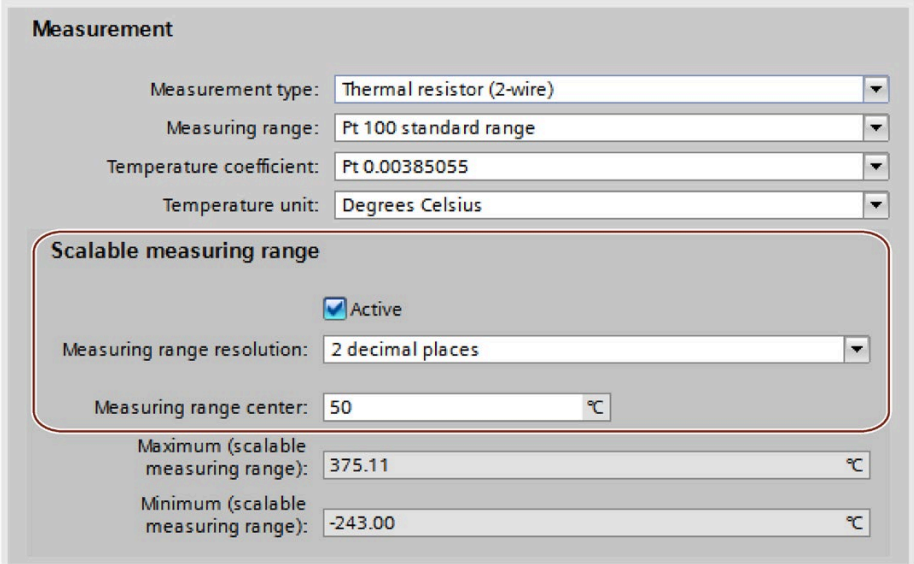 Measurement
Measurement type: Thermal resistor (2-wire)
Measuring range: Pt 100 standard range
Temperature coefficient: Pt 0.00385055
Temperature unit: Degrees Celsius
Scalable measuring range
Active
Measuring range resolution: 2 decimal places
Measuring range center: 50 °C
Maximum (scalable
measuring range): 375.11 °C
Minimum (scalable
measuring range): -243.00 °C